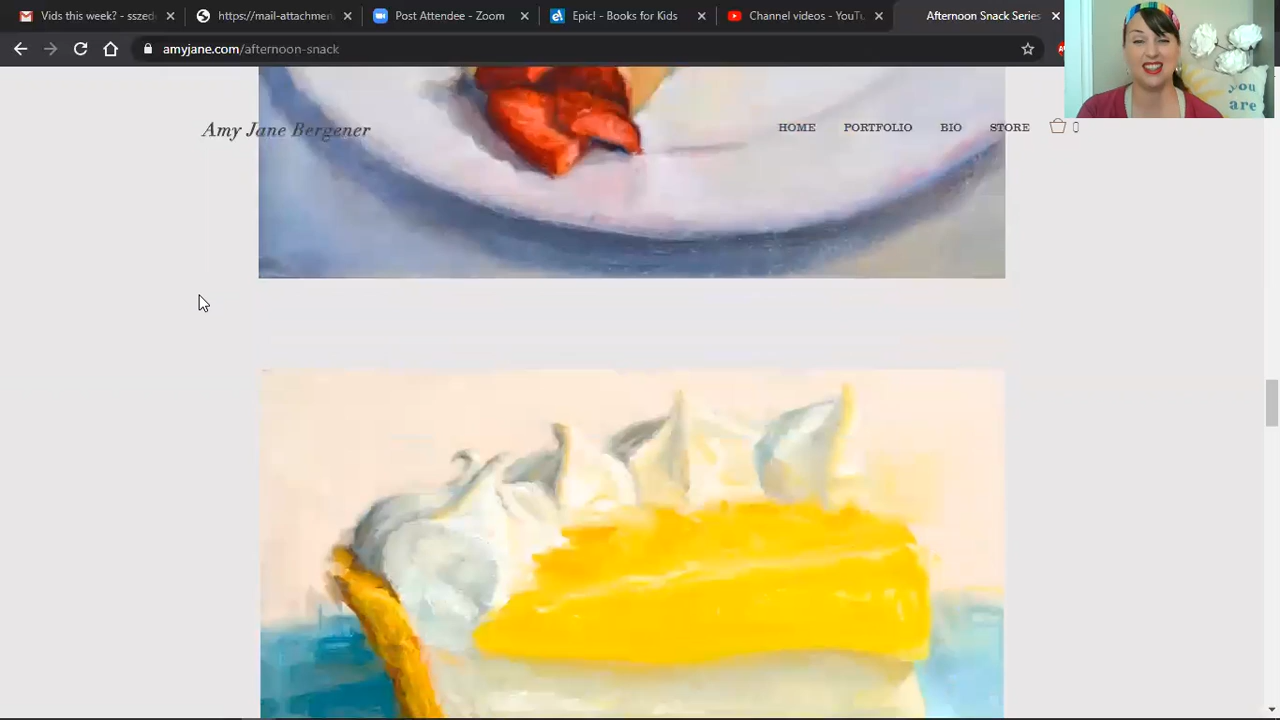 Vids this week? - sszed
https://mail-attachmen
Post Attendee - Zoom
Epic! - Books for Kids
Channel videos - YouTu
Afternoon Snack Series
amyjane.com/afternoon-snack
Amy Jane Bergener
HOME PORTFOLIO BIO STORE 0
you
are